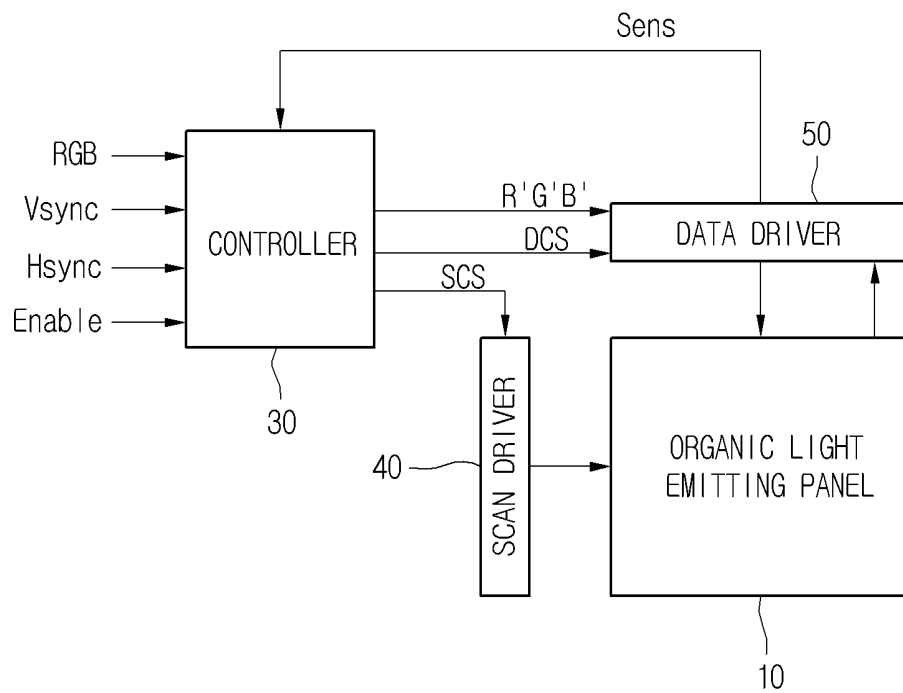 Sens
50
RGB
R'G'B'
Vsync
CONTROLLER
DATA DRIVER
DCS
Hsync
SCS
Enable
30
SCAN DRIVER
40
ORGANIC LIGHT
EMITTING PANEL
10